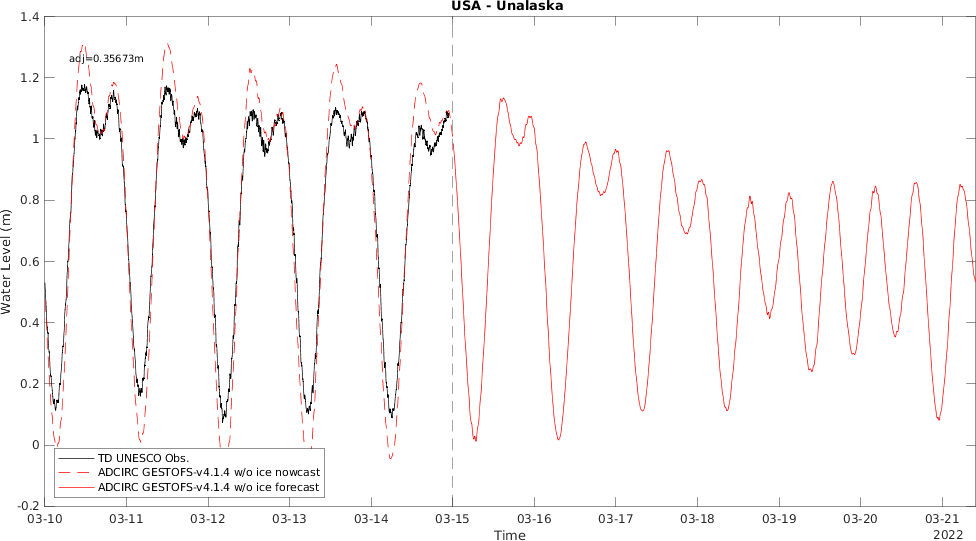 USA - Unalaska
1.4
1.2
1
0.8
0.6
0.4
0.2
0
-0.2
Water Level (m)
adj=0.35673m
TD UNESCO Obs.
ADCIRC GESTOFS-v4.1.4 w/o ice nowcast
ADCIRC GESTOFS-v4.1.4 w/o ice forecast
03-10 03-11 03-12 03-13 03-14 03-15 03-16 03-17 03-18 03-19 03-20 03-21
Time
2022